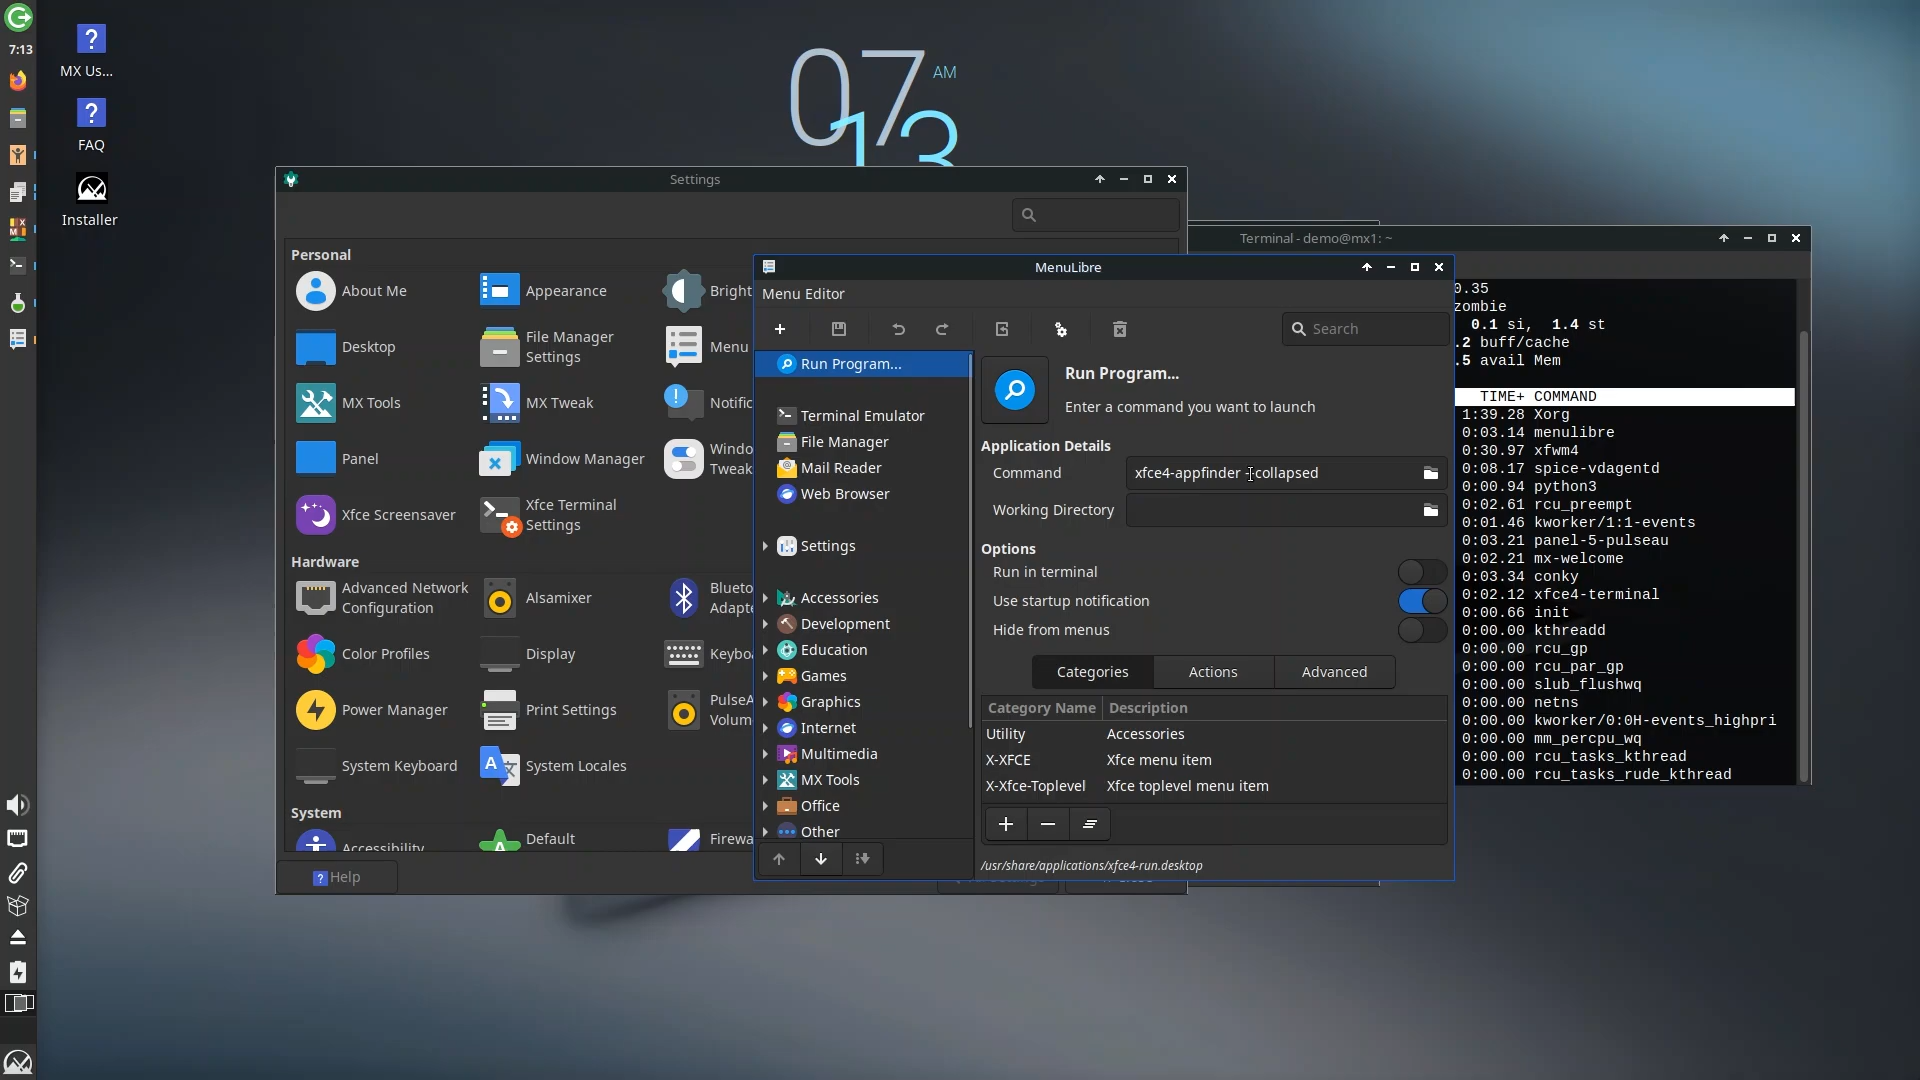 7:13
MX Us...
FAQ
Installer
07
AM
13
Settings
Personal
About Me
Appearance
Bright
Desktop
File Manager
Settings
Menu
MX Tools
MX Tweak
Notific
Panel
Window Manager
Windo
Tweak
Xfce Screensaver
Xfce Terminal
Settings
Hardware
Advanced Network
Configuration
Alsamixer
Blueto
Adapte
Color Profiles
Display
Keybo
Power Manager
Print Settings
PulseA
Volum
System Keyboard
System Locales
System
Accessibility
Default
Firewa
Help
MenuLibre
Menu Editor
Search
Run Program...
Terminal Emulator
File Manager
Mail Reader
Web Browser
Settings
Accessories
Development
Education
Games
Graphics
Internet
Multimedia
MX Tools
Office
Other
Run Program...
Enter a command you want to launch
Application Details
Command
xfce4-appfinder --collapsed
Working Directory
Options
Run in terminal
Use startup notification
Hide from menus
Categories
Actions
Advanced
Category Name
Description
Utility
Accessories
X-XFCE
Xfce menu item
X-Xfce-Toplevel
Xfce toplevel menu item
/usr/share/applications/xfce4-run.desktop
Terminal - demo@mx1: ~
0.35
zombie
0.1 si, 1.4 st
.2 buff/cache
.5 avail Mem
TIME+ COMMAND
1:39.28 Xorg
0:03.14 menulibre
0:30.97 xfwm4
0:08.17 spice-vdagentd
0:00.94 python3
0:02.61 rcu_preempt
0:01.46 kworker/1:1-events
0:03.21 panel-5-pulseau
0:02.21 mx-welcome
0:03.34 conky
0:02.12 xfce4-terminal
0:00.66 init
0:00.00 kthreadd
0:00.00 rcu_gp
0:00.00 rcu_par_gp
0:00.00 slub_flushwq
0:00.00 netns
0:00.00 kworker/0:0H-events_highpri
0:00.00 mm_percpu_wq
0:00.00 rcu_tasks_kthread
0:00.00 rcu_tasks_rude_kthread